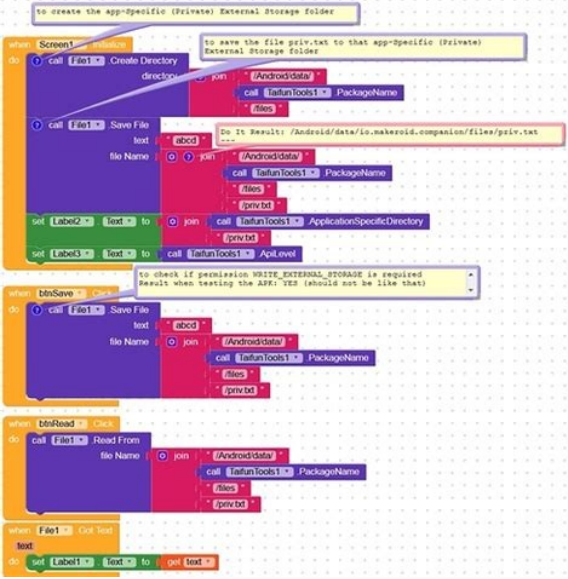 to create the app-Specific (Private) External Storage folder
when Screen1 .Initialize
to save the file priv.txt to that app-Specific (Private)
External Storage folder
do ? call File1 .Create Directory
directory join " /Android/data/ "
call TaifunTools1 .PackageName
" /files "
? call File1 .Save File
text " abcd "
Do It Result: /Android/data/io.makeroid.companion/files/priv.txt
---
file Name ? join " /Android/data/ "
call TaifunTools1 .PackageName
" /files "
" /priv.txt "
set Label2 . Text to join call TaifunTools1 .ApplicationSpecificDirectory
" /priv.txt "
set Label3 . Text to call TaifunTools1 .ApiLevel
to check if permission WRITE_EXTERNAL_STORAGE is required
Result when testing the APK: YES (should not be like that)
when btnSave .Click
do ? call File1 .Save File
text " abcd "
file Name join " /Android/data/ "
call TaifunTools1 .PackageName
" /files "
" /priv.txt "
when btnRead .Click
do call File1 .Read From
file Name join " /Android/data/ "
call TaifunTools1 .PackageName
" /files "
" /priv.txt "
when File1 .Got Text
text
do set Label1 . Text to get text